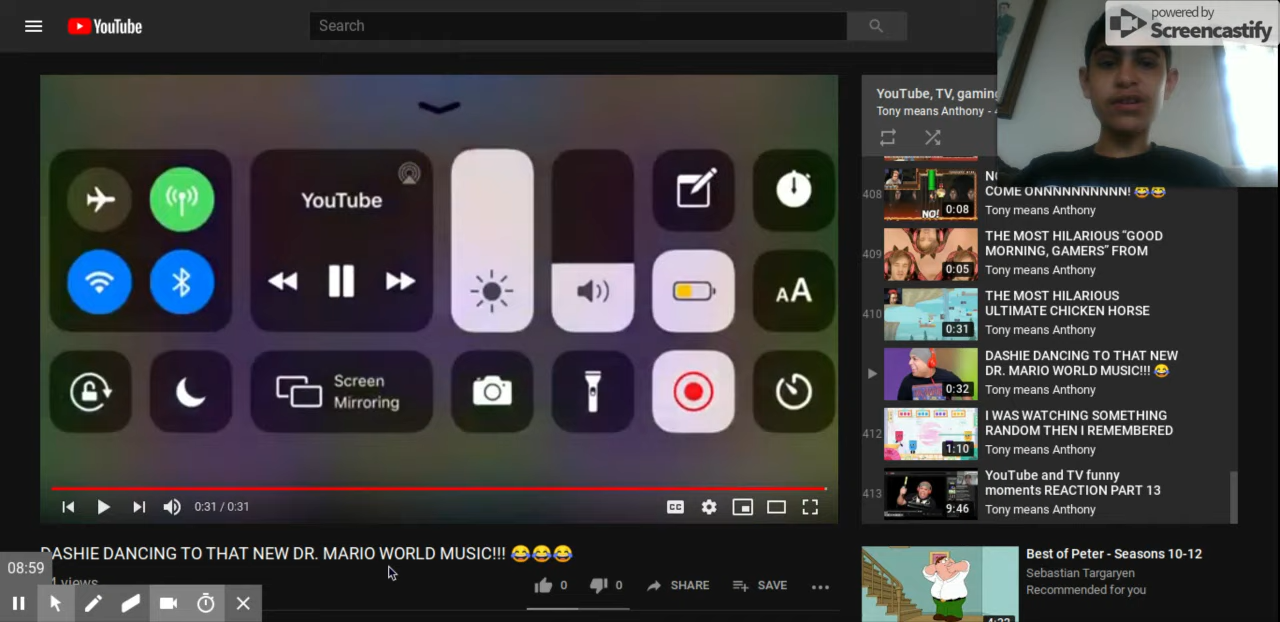 YouTube
Search
powered by
Screencastify
YouTube
Screen
Mirroring
AA
0:31 / 0:31
CC
DASHIE DANCING TO THAT NEW DR. MARIO WORLD MUSIC!!! 😂😂😂
views
0
0
SHARE
SAVE
08:59
YouTube, TV, gaming
Tony means Anthony -
408
NO!
0:08
COME ONNNNNNNNNN! 😂😂
Tony means Anthony
409
0:05
THE MOST HILARIOUS "GOOD
MORNING, GAMERS" FROM
Tony means Anthony
410
0:31
THE MOST HILARIOUS
ULTIMATE CHICKEN HORSE
Tony means Anthony
0:32
DASHIE DANCING TO THAT NEW
DR. MARIO WORLD MUSIC!!! 😂
Tony means Anthony
412
1:10
I WAS WATCHING SOMETHING
RANDOM THEN I REMEMBERED
Tony means Anthony
413
9:46
YouTube and TV funny
moments REACTION PART 13
Tony means Anthony
Best of Peter - Seasons 10-12
Sebastian Targaryen
Recommended for you